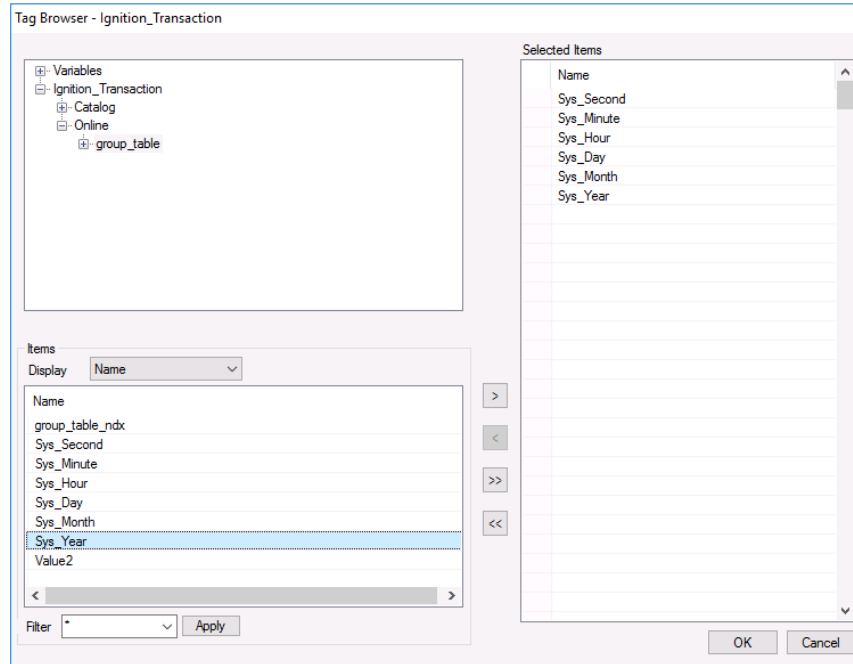 Tag Browser - Ignition_Transaction
Variables
Ignition_Transaction
Catalog
Online
group_table
Items
Display Name
Name
group_table_ndx
Sys_Second
Sys_Minute
Sys_Hour
Sys_Day
Sys_Month
Sys_Year
Value2
Filter * Apply
>
<
>>
<<
Selected Items
Name
Sys_Second
Sys_Minute
Sys_Hour
Sys_Day
Sys_Month
Sys_Year
OK Cancel